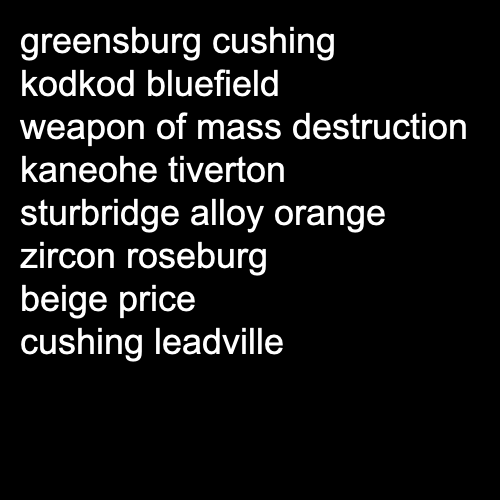 greensburg cushing
kodkod bluefield
weapon of mass destruction
kaneohe tiverton
sturbridge alloy orange
zircon roseburg
beige price
cushing leadville